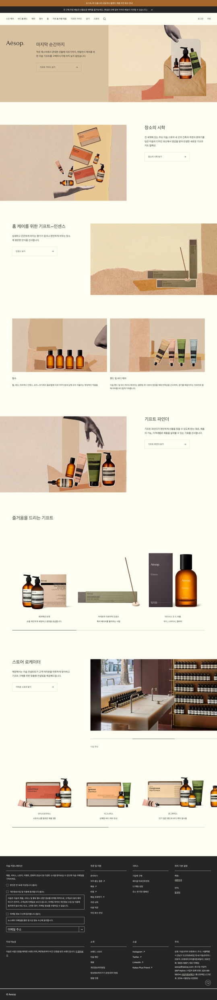 포스트-푸 드롭스와 오일 버너 블렌드 제품 자진 회수 안내
전 구매 무료 배송과 선물포장 혜택을 즐겨보세요. (폭설로 인해 일부 지역의 배송이 지연될 수 있습니다.) +
스킨 케어 바디 & 핸드 헤어 향수 홈 키트 & 여행 제품 기프트 가이드 읽기 스토어 로그인 카트
Aēsop.
마지막 순간까지
작은 제스처에서 관대한 선물에 이르기까지, 연말연시 축하를 위
한 이솝 기프트를 구매하시기에 아직 늦지 않았습니다.
기프트 가이드 보기 →
장소의 시학
전 세계에 있는 주요 이솝 스토어 네 곳의 건축과 주변의 분위기를
담은 이솝의 디자인 유산에서 영감을 받아 탄생한 새로운 기프트
키트 컬렉션.
장소의 시학 보기 →
홈 케어를 위한 기프트—인센스
섬세하고 은은하게 퍼지는 향기가 집이나 편안하게 머무는 장소
에 평온한 안식을 선사합니다.
인센스 보기 →
향수
휠, 테싯, 마라케시 인텐스, 로즈—우디에서 플로럴에 이르기까지 밤과 낮에 모두 어울리는 현대적인 작품들
핸드 및 바디 케어
이솝 핸드 및 바디 하이드레이터는 클렌징 후 수분과 영양을 채워 만족감을 선사하며, 생기를 북돋아주는 아로마와 함
께 피부를 부드럽게 가꿔줍니다.
기프트 파인더
기프트 파인더가 편안하게 선물을 찾을 수 있도록 받는 대상, 제품
의 기능, 가격대별로 제품을 살펴볼 수 있는 기회를 선사합니다.
기프트 파인더 보기 →
즐거움을 드리는 기프트
레저렉션 듀엣
손을 깨끗하게 세정하고 영양을 공급합니다.
카게로우 아로마틱 인센스
특히 베티버를 좋아하는 사람
이더시스 오 드 퍼퓸
우디, 스파이시, 앰버리
스토어 로케이터
매장에서는 이솝 컨설턴트가 고객 여러분을 따뜻하게 맞이하고
기프트 구매를 위한 맞춤형 컨설팅을 제공해드립니다.
가까운 스토어 찾기 →
이솝 한남
인더스트리어스
시트러스를 함유한 제품 3종
이그니어스
상쾌한 바디 케어 듀오
콘그루어스
인기 많은 핸드와 바디 케어 필수품
이솝 커뮤니케이션
제품, 서비스, 스토어, 이벤트, 문화적 관심사 등 다양한 소식을 받아보실 수 있도록 이솝 이메일을
구독하세요.
본인은 만 14세 이상입니다 (필수)
개인정보수집 및 이용에 동의합니다 (필수)
이솝은 이솝의 제품, 서비스 및 홍보 행사 관련 정보를 마케팅 목적으로, 고객님이 동의 해지
하시기 전까지, 고객님께 이메일로 보내 드립니다. 마케팅 목적의 개인정보 수집 및 이용에
동의하지 않으셔도 되고, 그러한 경우, 마케팅 정보를 수령하실 수 없습니다.
마케팅 정보 수신에 동의합니다 (필수)
뉴스레터 이메일을 통한 광고성 정보 수신에 동의합니다.
이메일 주소 →
주문 및 지원
문의하기
자주 묻는 질문 ↗
배송 ↗
반품 ↗
배송 조회하기 ↗
주문 내역
이용 약관
자진 회수 안내
서비스
기업체 구매
페이셜 어포인트먼트
1:1 채팅 상담
킨스 앤 리턴 캠페인
위치 기본 설정
배송:
대한민국
언어:
한국어
지속가능성
이솝은 비콥 인증을 획득한 브랜드이며, PETA로부터 비건 인증을 받은 브랜드입니다. 더 알아보
기
소개
브랜드 스토리
이솝 재단
채용
개인정보처리방침
영상정보처리기기 운영/관리 방침
정품 인증
소셜
Instagram ↗
Twitter ↗
LinkedIn ↗
Kakao Plus Friend ↗
주의
상호: 이솝코리아 유한회사 | 주소: 서울특별
시 강남구 도산대로45길 10-6 이솝코리아 |
대표자: 프레데리크미셸어윈세일러 | 대표전
화: 1800-1987 | 대표 이메일:
aesop@aesop.com | 호스팅 사업자:
SAP Hybris | 사업자 등록 번호: 220-88-
56014 사업자정보확인 | 통신판매업 신고번
호: 2014-서울강남-02300
© Aesop